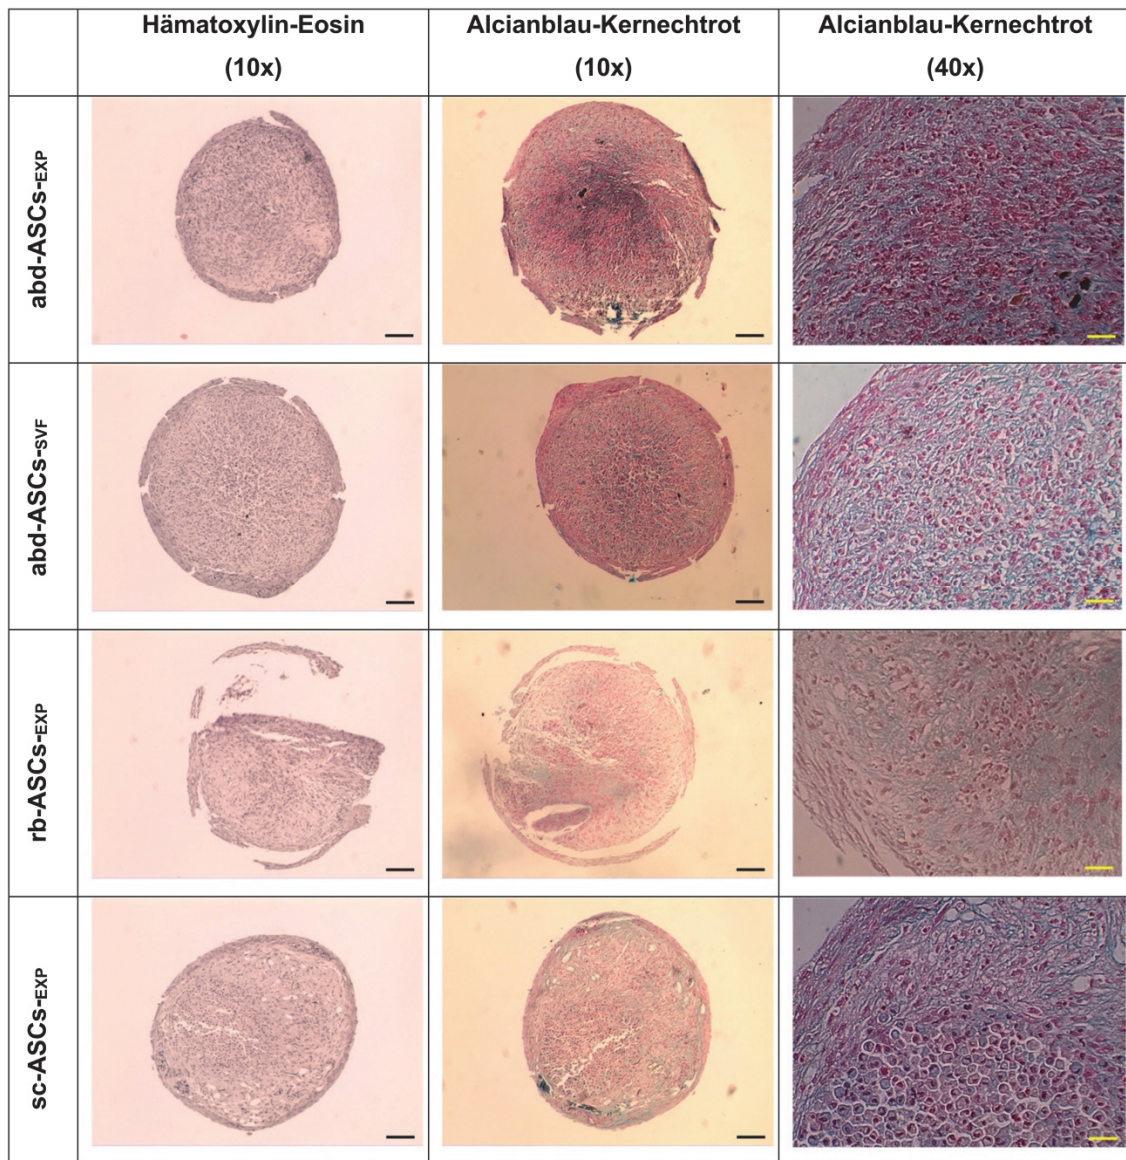 Hämatoxylin-Eosin
(10x)
Alcianblau-Kernechtrot
(10x)
Alcianblau-Kernechtrot
(40x)
abd-ASCs-EXP
abd-ASCs-SVF
rb-ASCs-EXP
sc-ASCs-EXP